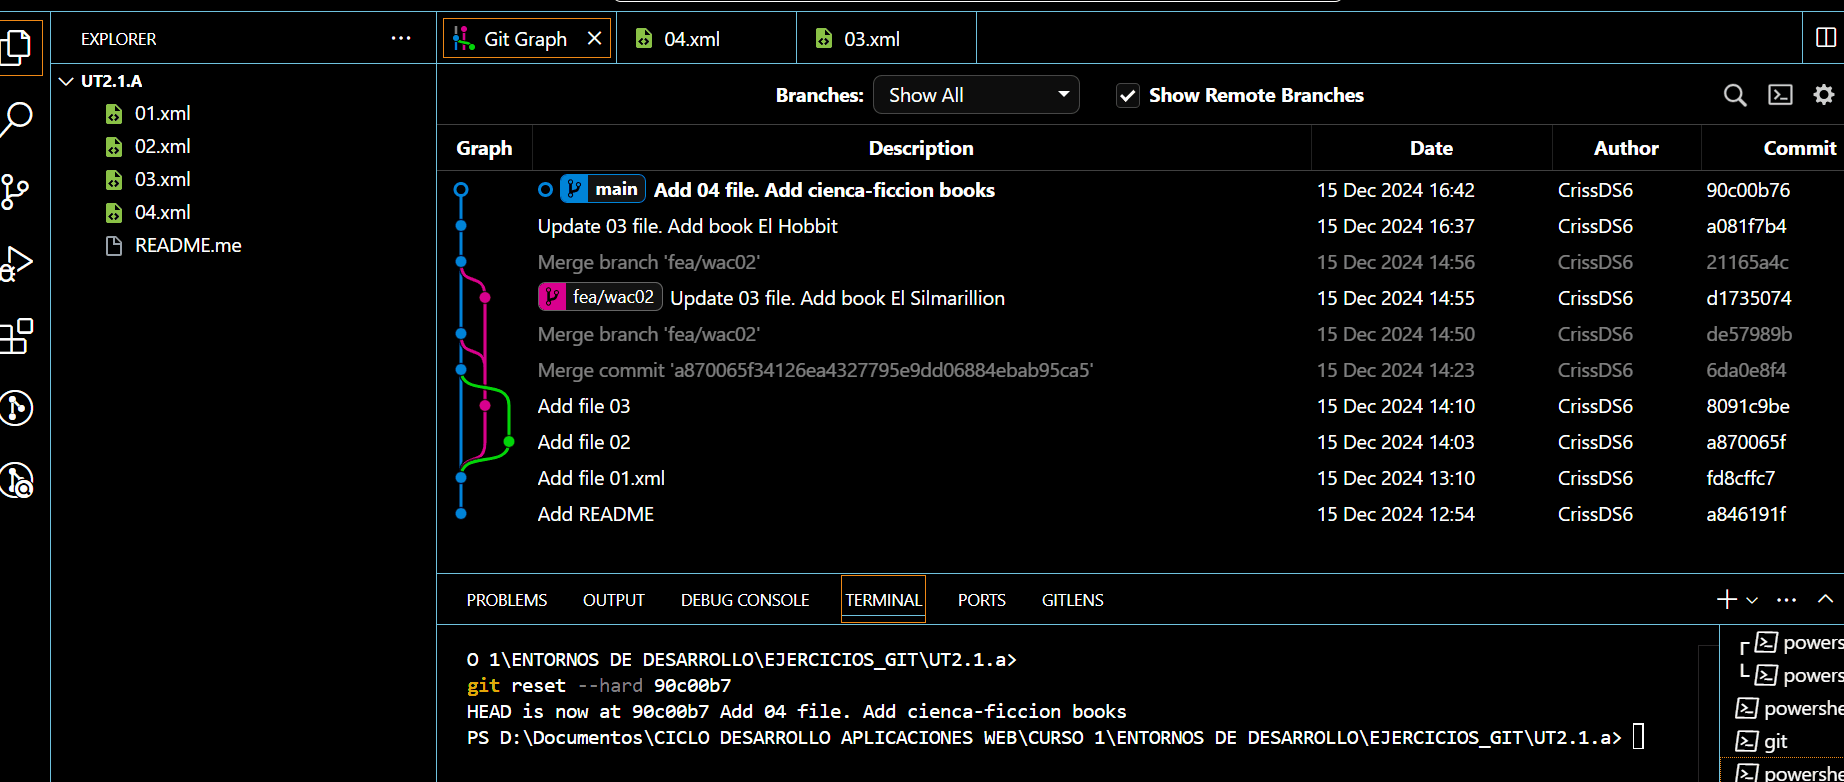 EXPLORER
Git Graph
04.xml
03.xml
UT2.1.A
01.xml
02.xml
03.xml
04.xml
README.me
Branches: Show All Show Remote Branches
Graph Description Date Author Commit
main Add 04 file. Add cienca-ficcion books 15 Dec 2024 16:42 CrissDS6 90c00b76
Update 03 file. Add book El Hobbit 15 Dec 2024 16:37 CrissDS6 a081f7b4
Merge branch 'fea/wac02' 15 Dec 2024 14:56 CrissDS6 21165a4c
fea/wac02 Update 03 file. Add book El Silmarillion 15 Dec 2024 14:55 CrissDS6 d1735074
Merge branch 'fea/wac02' 15 Dec 2024 14:50 CrissDS6 de57989b
Merge commit 'a870065f34126ea4327795e9dd06884ebab95ca5' 15 Dec 2024 14:23 CrissDS6 6da0e8f4
Add file 03 15 Dec 2024 14:10 CrissDS6 8091c9be
Add file 02 15 Dec 2024 14:03 CrissDS6 a870065f
Add file 01.xml 15 Dec 2024 13:10 CrissDS6 fd8cffc7
Add README 15 Dec 2024 12:54 CrissDS6 a846191f
PROBLEMS OUTPUT DEBUG CONSOLE TERMINAL PORTS GITLENS
O 1\ENTORNOS DE DESARROLLO\EJERCICIOS_GIT\UT2.1.a>
git reset --hard 90c00b7
HEAD is now at 90c00b7 Add 04 file. Add cienca-ficcion books
PS D:\Documentos\CICLO DESARROLLO APLICACIONES WEB\CURSO 1\ENTORNOS DE DESARROLLO\EJERCICIOS_GIT\UT2.1.a>
powers
powers
powershe
git
powershe